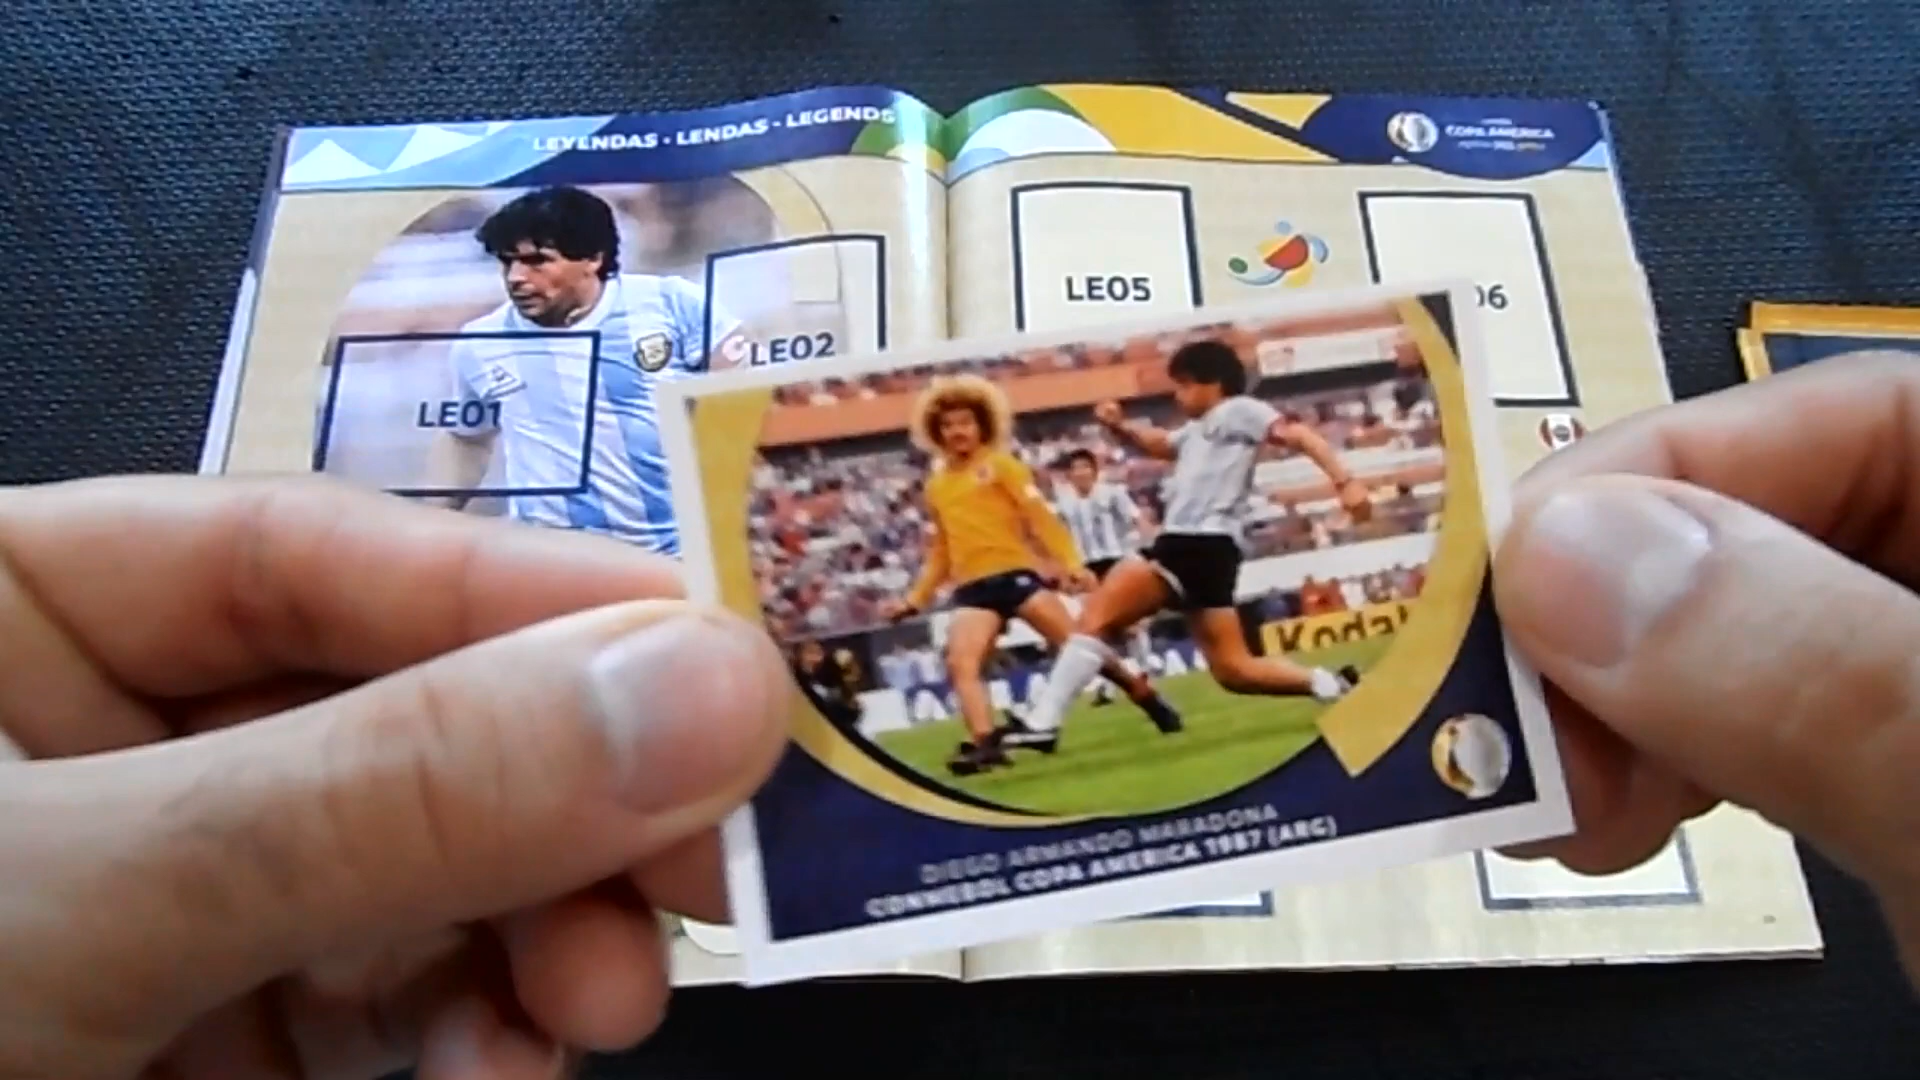 LEYENDAS - LENDAS - LEGENDS
COPA AMERICA
LE05
06
LE02
LE01
Kodak
DIEGO ARMANDO MARADONA
CONMEBOL COPA AMERICA 1987 (ARG)